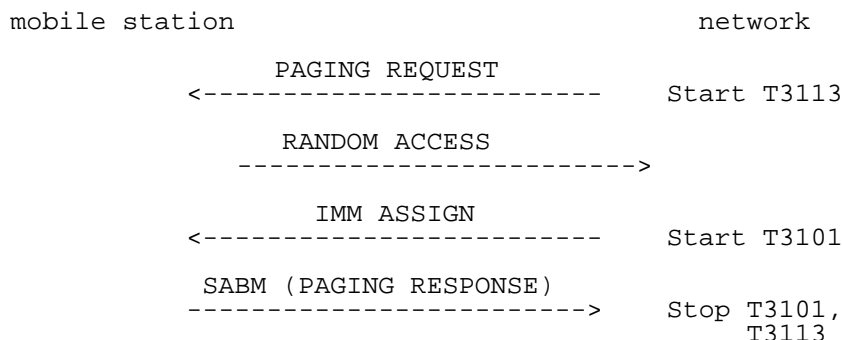 mobile station network
PAGING REQUEST
<------------------------- Start T3113
RANDOM ACCESS
------------------------->
IMM ASSIGN
<------------------------- Start T3101
SABM (PAGING RESPONSE)
-------------------------> Stop T3101,
T3113